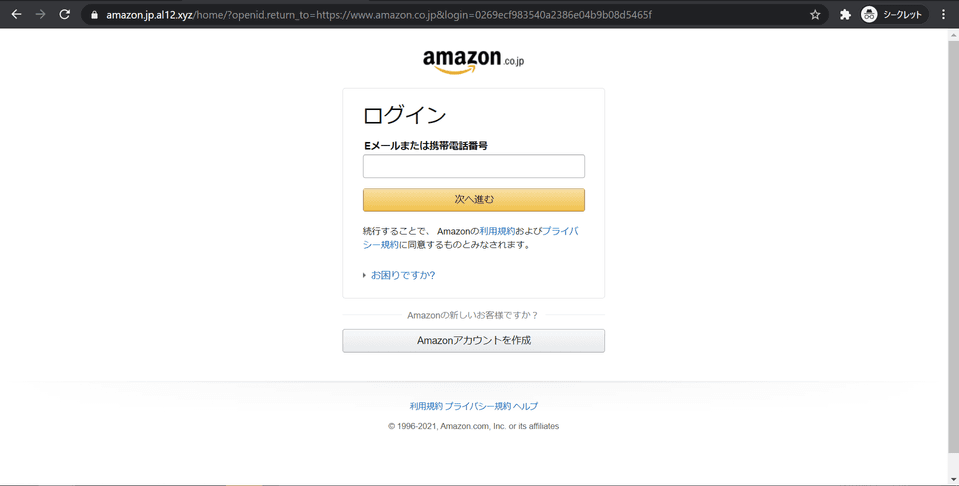 amazon.jp.al12.xyz/home/?openid.return_to=https://www.amazon.co.jp&login=0269ecf983540a2386e04b9b08d5465f
シークレット
amazon.co.jp
ログイン
Eメールまたは携帯電話番号
次へ進む
続行することで、 Amazonの利用規約およびプライバ
シー規約に同意するものとみなされます。
お困りですか?
Amazonの新しいお客様ですか？
Amazonアカウントを作成
利用規約 プライバシー規約 ヘルプ
© 1996-2021, Amazon.com, Inc. or its affiliates